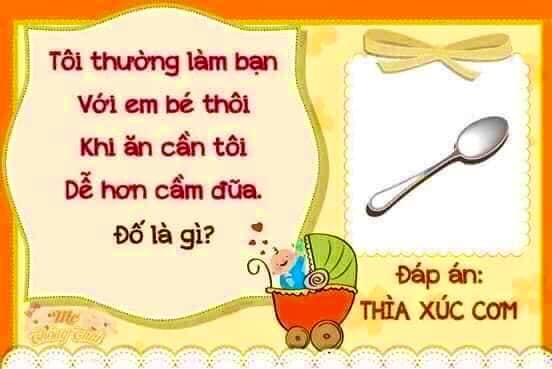 Tôi thường làm bạn
Với em bé thôi
Khi ăn cần tôi
Dễ hơn cầm đũa.
Đố là gì?
Đáp án:
THÌA XÚC CƠM